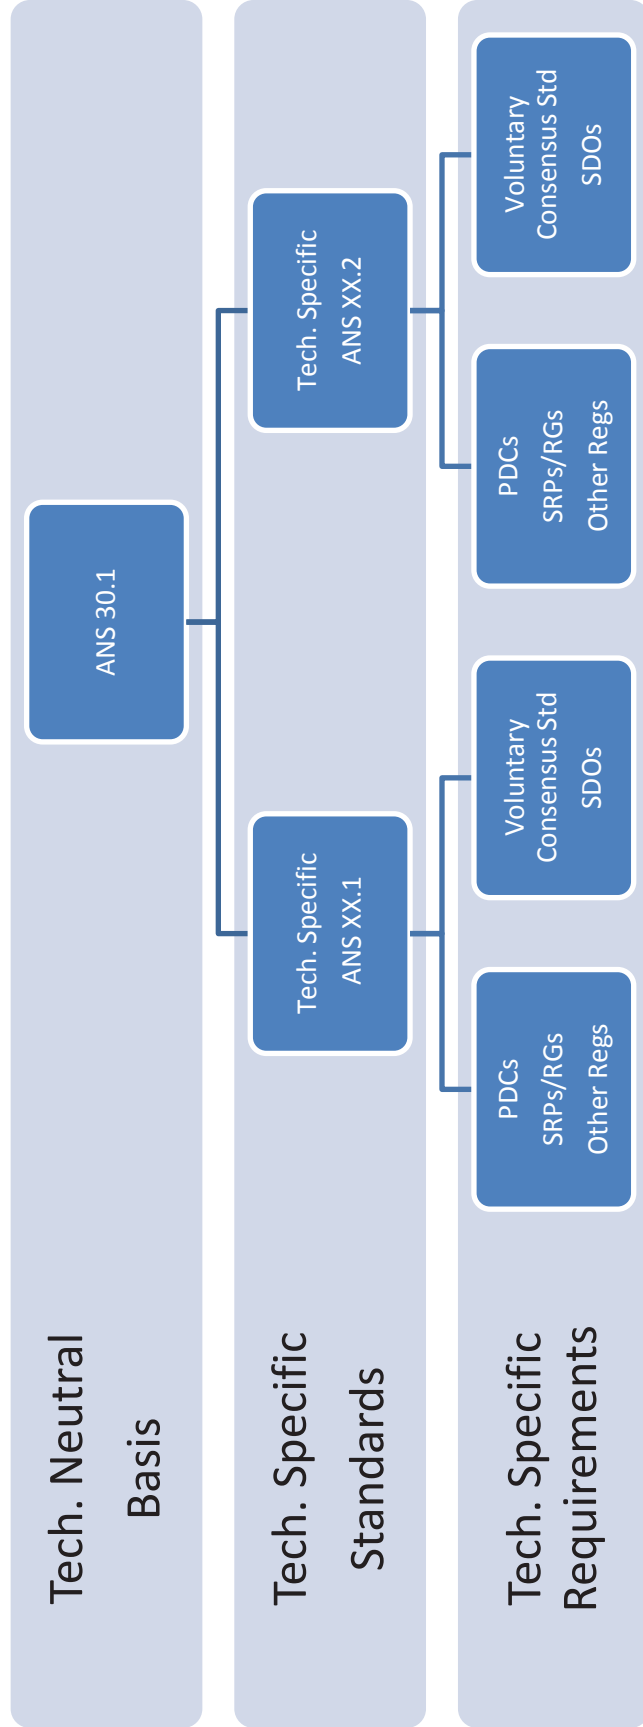 Tech. Neutral
Basis
ANS 30.1
Tech. Specific
Standards
Tech. Specific
ANS XX.1
Tech. Specific
ANS XX.2
Tech. Specific
Requirements
PDCs
SRPs/RGs
Other Regs
Voluntary
Consensus Std
SDOs
PDCs
SRPs/RGs
Other Regs
Voluntary
Consensus Std
SDOs